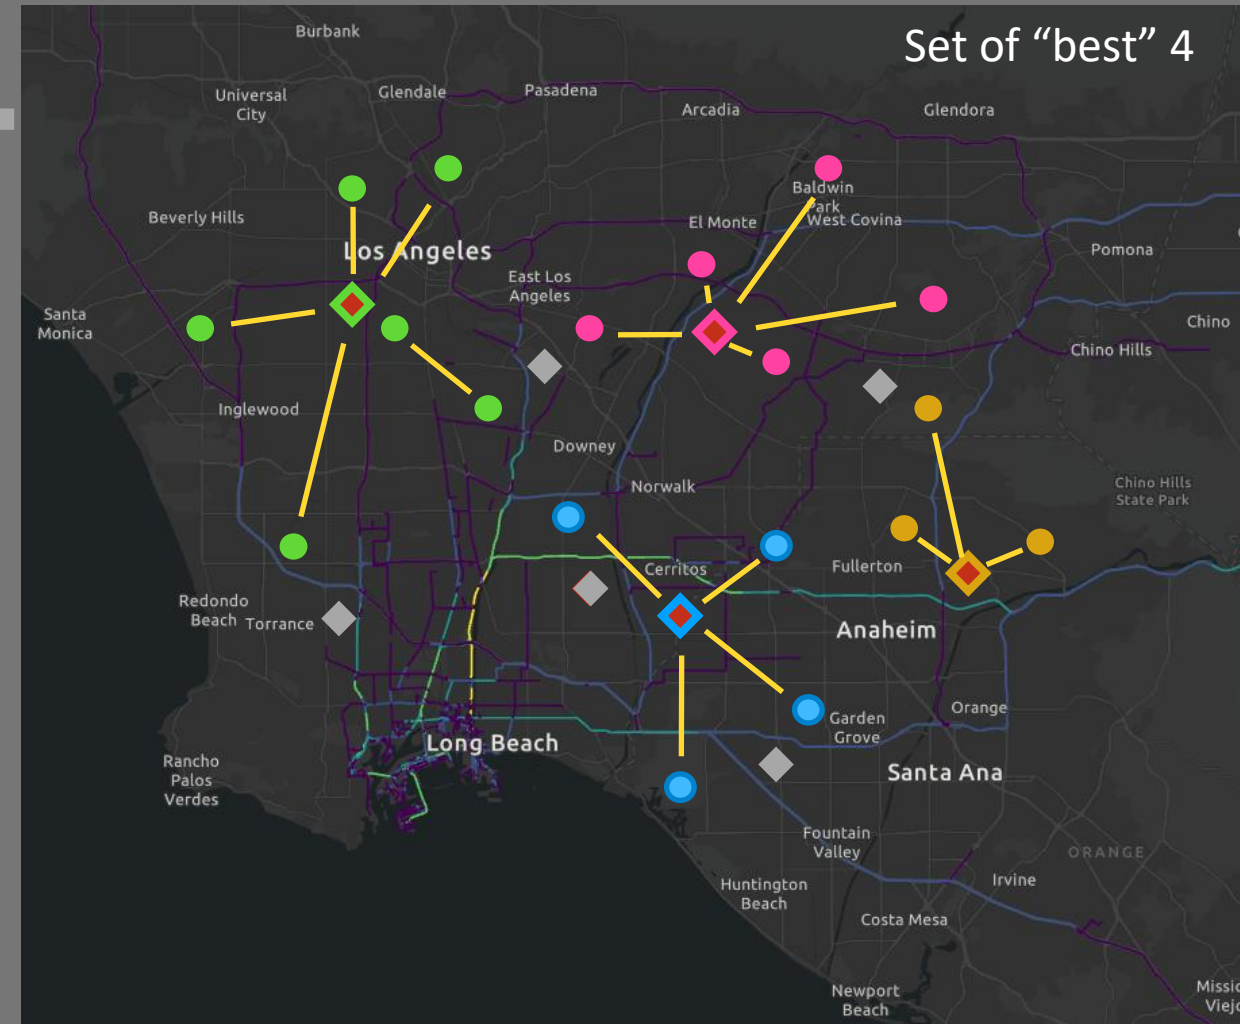 Set of “best” 4
Burbank
Universal
City
Glendale
Pasadena
Arcadia
Glendora
Beverly Hills
Baldwin
Park
West Covina
El Monte
Pomona
Los Angeles
East Los
Angeles
Santa
Monica
Chino
Chino Hills
Inglewood
Downey
Norwalk
Chino Hills
State Park
Cerritos
Fullerton
Redondo
Beach
Torrance
Anaheim
Orange
Garden
Grove
Long Beach
Santa Ana
Rancho
Palos
Verdes
Fountain
Valley
ORANGE
Irvine
Huntington
Beach
Costa Mesa
Newport
Beach